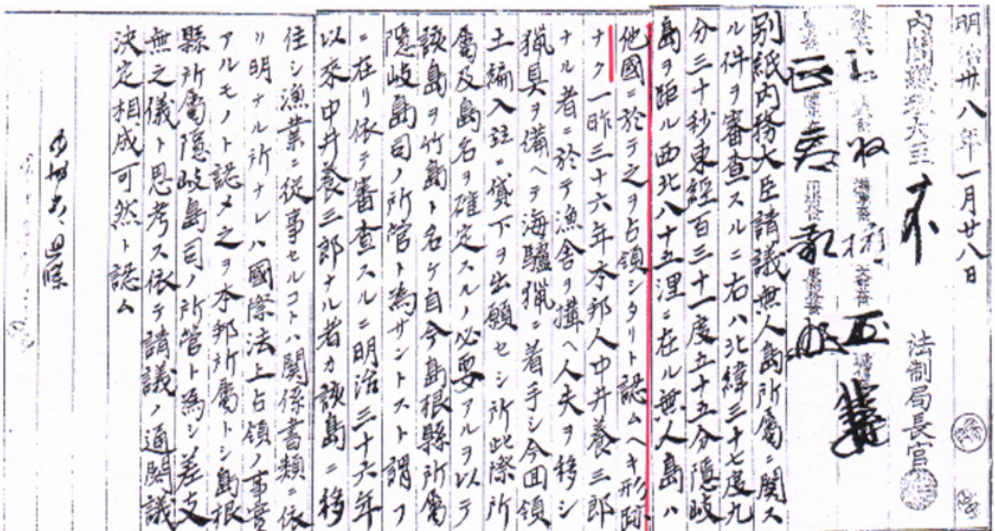 明治卅八年一月廿八日
内閣総理大臣
法制局長官
別紙内務大臣請議無人島所属ニ関ス
ル件ヲ審査スルニ右ハ北緯三十七度九
分三十秒東経百三十一度五十五分隠岐
島ヲ距ル西北八十五浬ニ在ル無人島ハ
他國ニ於テ之ヲ占領シタリト認ムヘキ形跡
ナク一昨三十六年本邦人中井養三郎
ナル者ニ於テ漁舎ヲ構ヘ人夫ヲ移シ
猟具ヲ備ヘテ海驢猟ニ着手シ今回領
土編入並ニ貸下ヲ出願セシ所此際所
属及島名ヲ確定スルノ必要アルヲ以テ
該島ヲ竹島ト名ケ自今島根縣所属
隠岐島司ノ所管ト為サントスト謂フ
ニ在リ依テ審査スルニ明治三十六年
以來中井養三郎ナル者カ該島ニ移
住シ漁業ニ従事セルコトハ関係書類ニ依
リ明ナル所ナレハ國際法上占領ノ事実
アルモノト認メ之ヲ本邦所属トシ島根
縣所属隠岐島司ノ所管ト為シ差支
無之儀ト思考ス依テ請議ノ通閣議
決定相成可然ト認ム